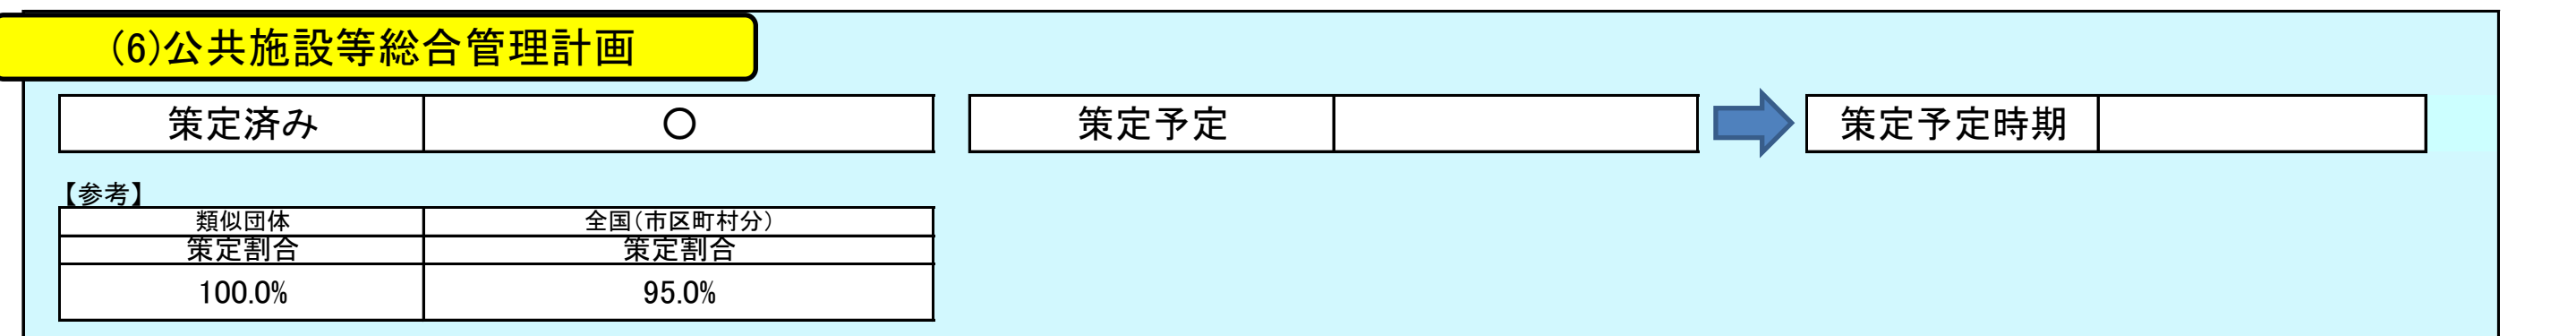 (6)公共施設等総合管理計画
策定済み ○ 策定予定 策定予定時期
【参考】
類似団体 全国(市区町村分)
策定割合 策定割合
100.0% 95.0%